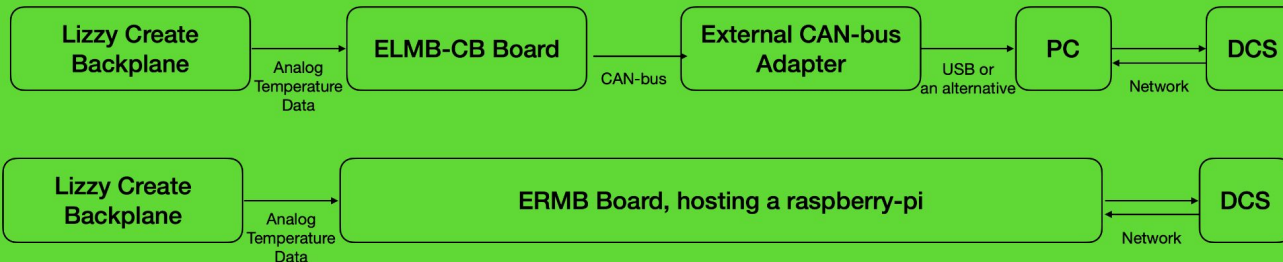 Lizzy Create
Backplane
Analog
Temperature
Data
ELMB-CB Board
CAN-bus
External CAN-bus
Adapter
USB or
an alternative
PC
Network
DCS
Lizzy Create
Backplane
Analog
Temperature
Data
ERMB Board, hosting a raspberry-pi
Network
DCS